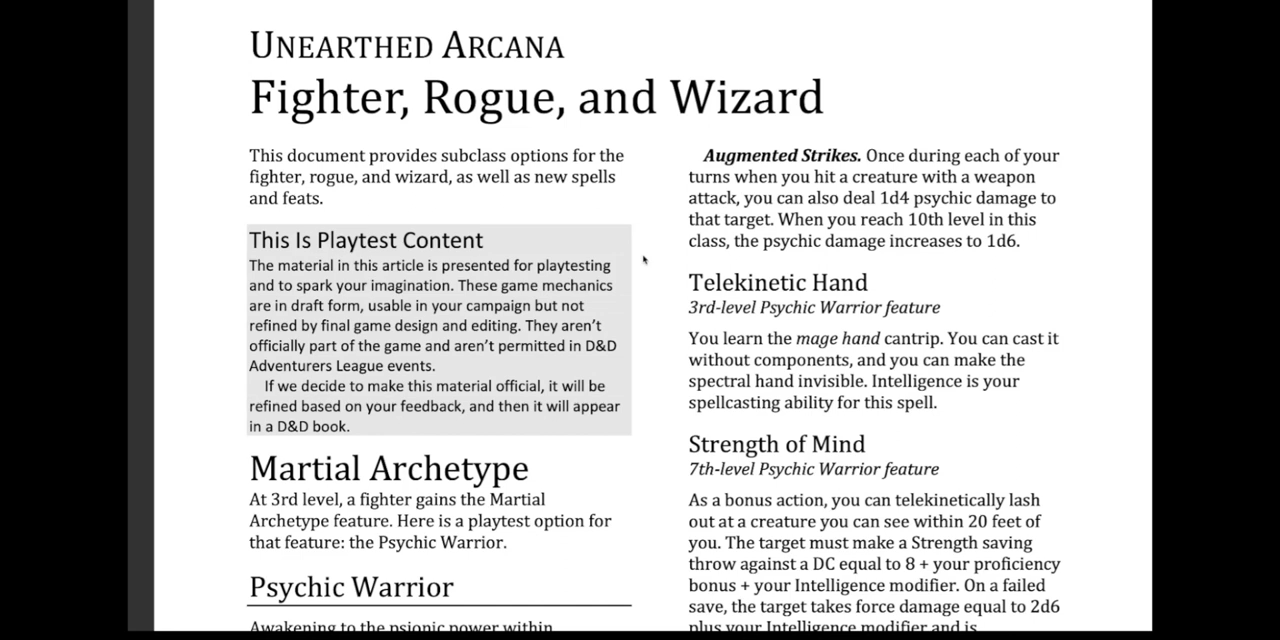 UNEARTHED ARCANA
Fighter, Rogue, and Wizard
This document provides subclass options for the
fighter, rogue, and wizard, as well as new spells
and feats.
This Is Playtest Content
The material in this article is presented for playtesting
and to spark your imagination. These game mechanics
are in draft form, usable in your campaign but not
refined by final game design and editing. They aren't
officially part of the game and aren't permitted in D&D
Adventurers League events.
If we decide to make this material official, it will be
refined based on your feedback, and then it will appear
in a D&D book.
Martial Archetype
At 3rd level, a fighter gains the Martial
Archetype feature. Here is a playtest option for
that feature: the Psychic Warrior.
Psychic Warrior
Awakening to the psionic power within
Augmented Strikes. Once during each of your
turns when you hit a creature with a weapon
attack, you can also deal 1d4 psychic damage to
that target. When you reach 10th level in this
class, the psychic damage increases to 1d6.
Telekinetic Hand
3rd-level Psychic Warrior feature
You learn the mage hand cantrip. You can cast it
without components, and you can make the
spectral hand invisible. Intelligence is your
spellcasting ability for this spell.
Strength of Mind
7th-level Psychic Warrior feature
As a bonus action, you can telekinetically lash
out at a creature you can see within 20 feet of
you. The target must make a Strength saving
throw against a DC equal to 8 + your proficiency
bonus + your Intelligence modifier. On a failed
save, the target takes force damage equal to 2d6
plus your Intelligence modifier and is